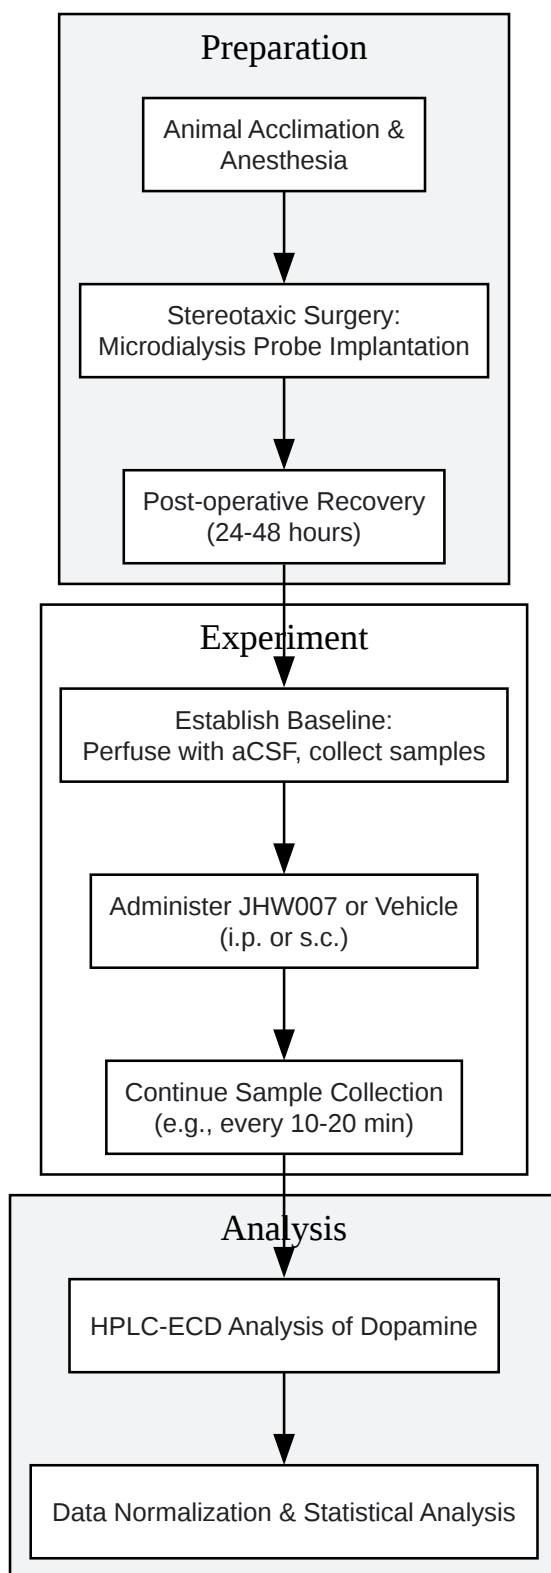 Preparation
Animal Acclimation &
Anesthesia
Stereotaxic Surgery:
Microdialysis Probe Implantation
Post-operative Recovery
(24-48 hours)
Experiment
Establish Baseline:
Perfuse with aCSF, collect samples
Administer JHW007 or Vehicle
(i.p. or s.c.)
Continue Sample Collection
(e.g., every 10-20 min)
Analysis
HPLC-ECD Analysis of Dopamine
Data Normalization & Statistical Analysis